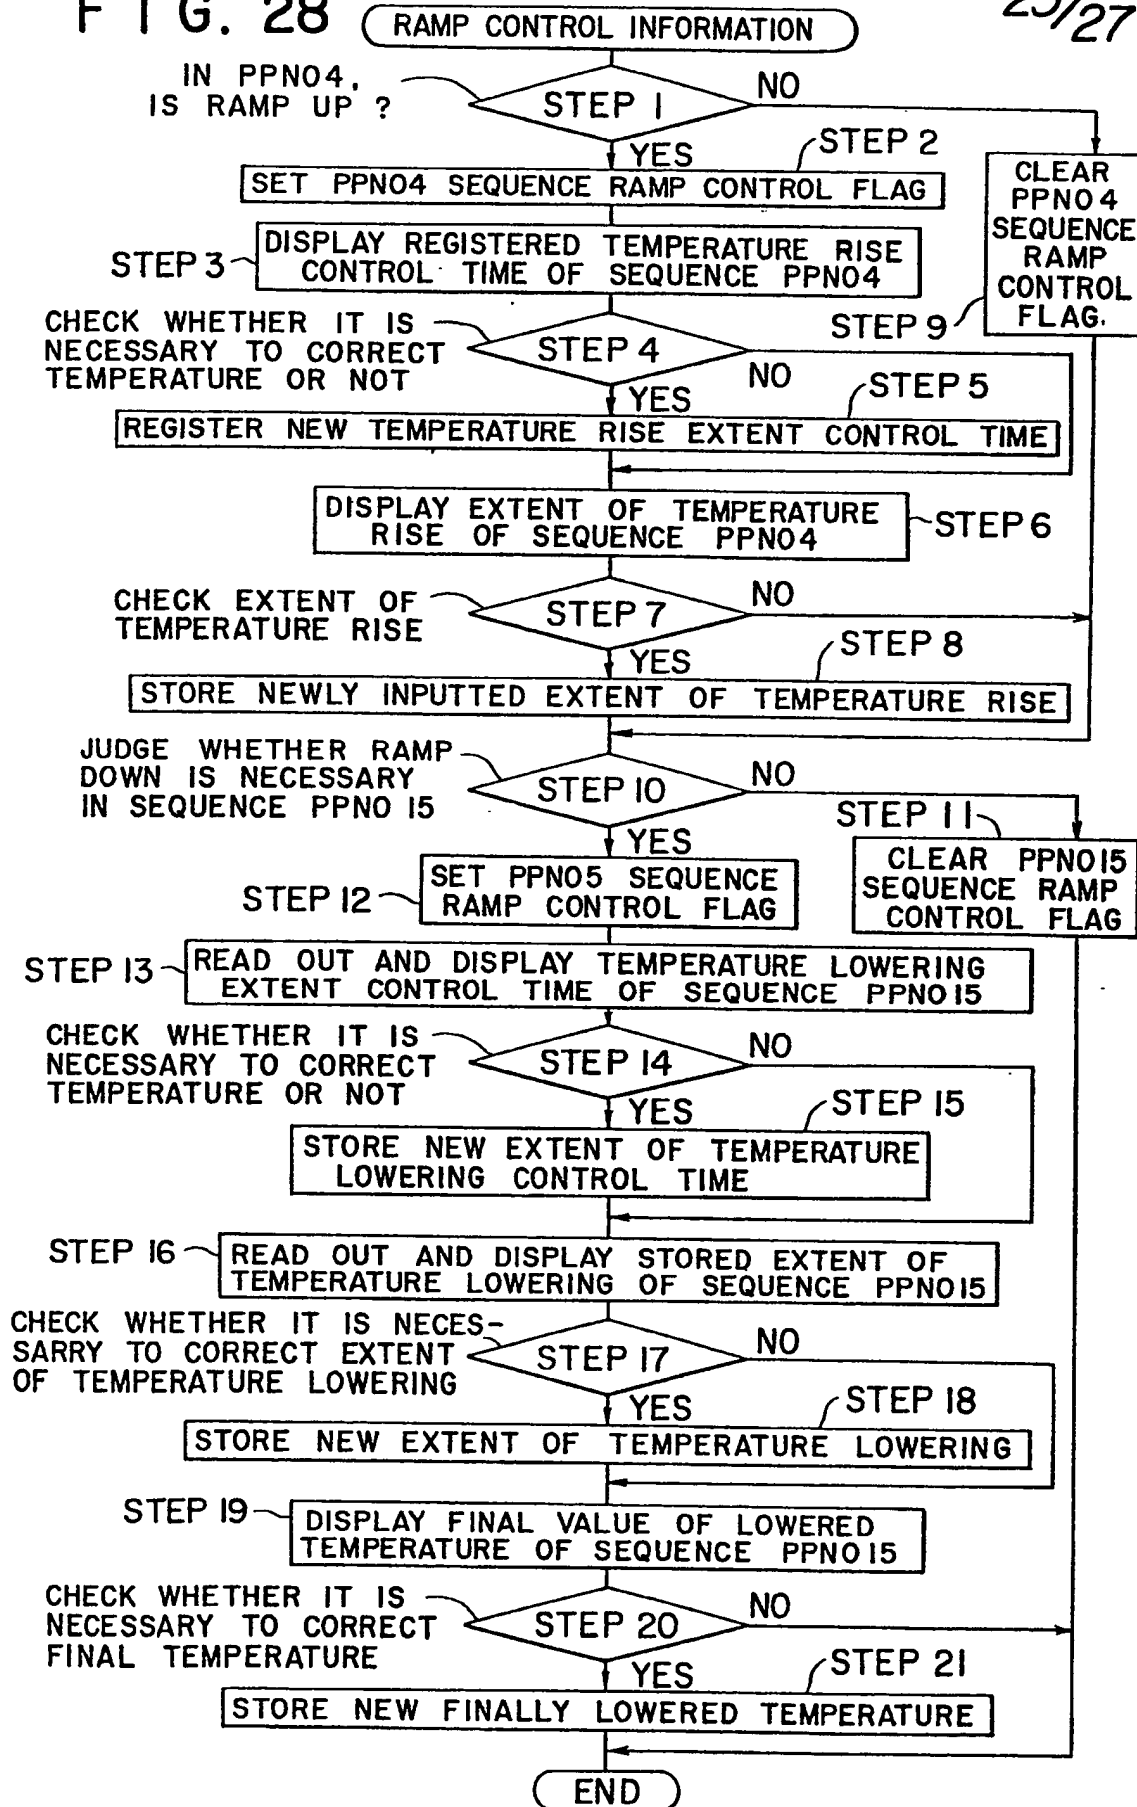 FIG. 28
25/27
RAMP CONTROL INFORMATION
IN PPNO4,
IS RAMP UP ?
STEP 1
NO
YES
STEP 2
SET PPNO4 SEQUENCE RAMP CONTROL FLAG
CLEAR
PPNO4
SEQUENCE
RAMP
CONTROL
FLAG.
STEP 9
STEP 3
DISPLAY REGISTERED TEMPERATURE RISE
CONTROL TIME OF SEQUENCE PPNO4
CHECK WHETHER IT IS
NECESSARY TO CORRECT
TEMPERATURE OR NOT
STEP 4
NO
YES
STEP 5
REGISTER NEW TEMPERATURE RISE EXTENT CONTROL TIME
DISPLAY EXTENT OF TEMPERATURE
RISE OF SEQUENCE PPNO4
STEP 6
CHECK EXTENT OF
TEMPERATURE RISE
STEP 7
NO
YES
STEP 8
STORE NEWLY INPUTTED EXTENT OF TEMPERATURE RISE
JUDGE WHETHER RAMP
DOWN IS NECESSARY
IN SEQUENCE PPNO 15
STEP 10
NO
YES
STEP 11
CLEAR PPNO15
SEQUENCE RAMP
CONTROL FLAG
STEP 12
SET PPNO5 SEQUENCE
RAMP CONTROL FLAG
STEP 13
READ OUT AND DISPLAY TEMPERATURE LOWERING
EXTENT CONTROL TIME OF SEQUENCE PPNO15
CHECK WHETHER IT IS
NECESSARY TO CORRECT
TEMPERATURE OR NOT
STEP 14
NO
YES
STEP 15
STORE NEW EXTENT OF TEMPERATURE
LOWERING CONTROL TIME
STEP 16
READ OUT AND DISPLAY STORED EXTENT OF
TEMPERATURE LOWERING OF SEQUENCE PPNO15
CHECK WHETHER IT IS NECES-
SARRY TO CORRECT EXTENT
OF TEMPERATURE LOWERING
STEP 17
NO
YES
STEP 18
STORE NEW EXTENT OF TEMPERATURE LOWERING
STEP 19
DISPLAY FINAL VALUE OF LOWERED
TEMPERATURE OF SEQUENCE PPNO15
CHECK WHETHER IT IS
NECESSARY TO CORRECT
FINAL TEMPERATURE
STEP 20
NO
YES
STEP 21
STORE NEW FINALLY LOWERED TEMPERATURE
END